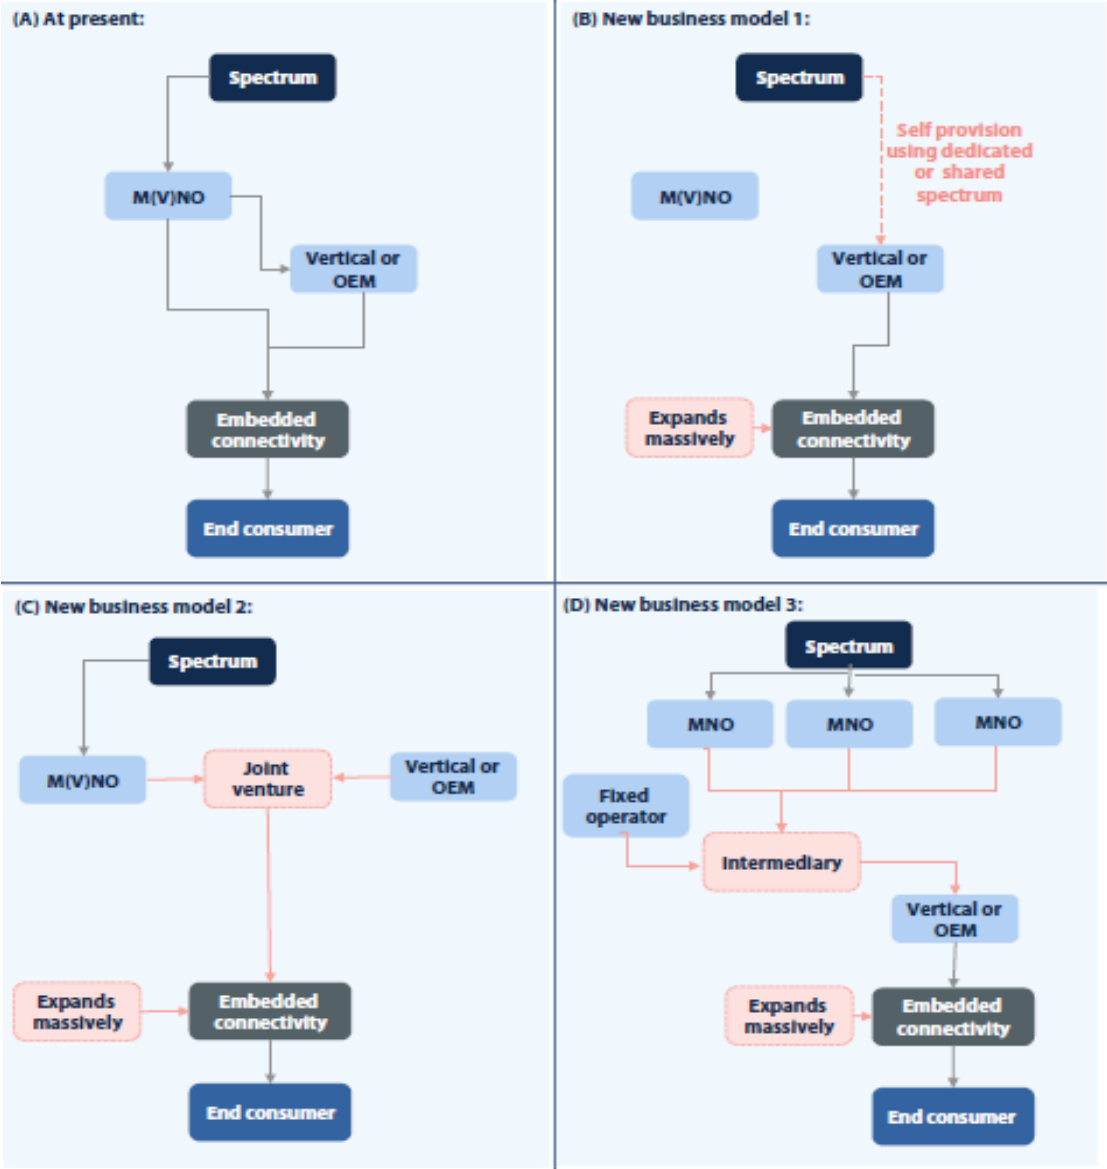 (A) At present:
Spectrum
M(V)NO
Vertical or
OEM
Embedded
connectivity
End consumer
(B) New business model 1:
Spectrum
Self provision
using dedicated
or shared
spectrum
M(V)NO
Vertical or
OEM
Expands
massively
Embedded
connectivity
End consumer
(C) New business model 2:
Spectrum
M(V)NO
Joint
venture
Vertical or
OEM
Expands
massively
Embedded
connectivity
End consumer
(D) New business model 3:
Spectrum
MNO
MNO
MNO
Fixed
operator
Intermediary
Vertical or
OEM
Expands
massively
Embedded
connectivity
End consumer